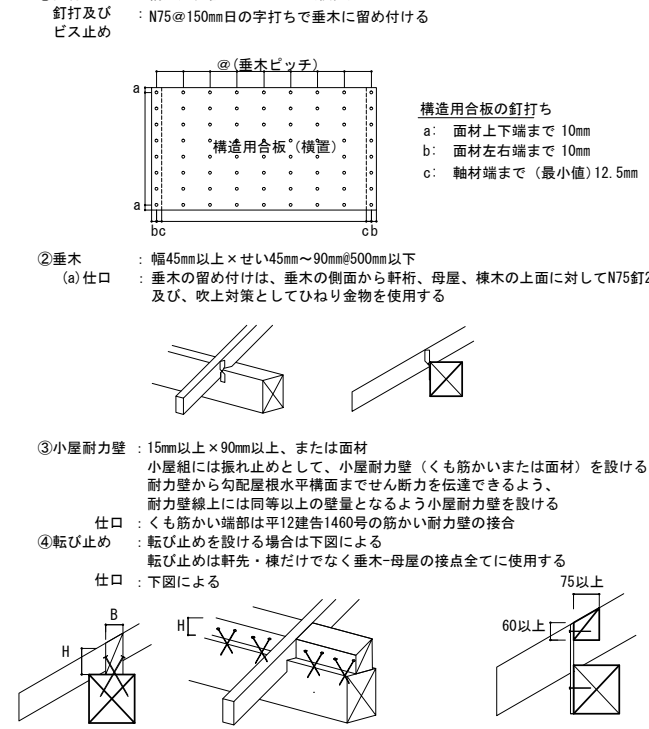 釘打及び : N75@150mm日の字打ちで垂木に留め付ける
ビス止め
@(垂木ピッチ)
a
構造用合板（横置）
a
bc
cb
構造用合板の釘打ち
a: 面材上下端まで 10mm
b: 面材左右端まで 10mm
c: 軸材端まで（最小値)12.5mm
②垂木 : 幅45mm以上×せい45mm～90mm@500mm以下
(a)仕口 : 垂木の留め付けは、垂木の側面から軒桁、母屋、棟木の上面に対してN75釘2
及び、吹上対策としてひねり金物を使用する
③小屋耐力壁 : 15mm以上×90mm以上、または面材
小屋組には振れ止めとして、小屋耐力壁（くも筋かいまたは面材）を設ける
耐力壁から勾配屋根水平構面までせん断力を伝達できるよう、
耐力壁線上には同等以上の壁量となるよう小屋耐力壁を設ける
仕口 : くも筋かい端部は平12建告1460号の筋かい耐力壁の接合
④転び止め : 転び止めを設ける場合は下図による
転び止めは軒先・棟だけでなく垂木-母屋の接点全てに使用する
仕口 : 下図による
B
H
H
75以上
60以上